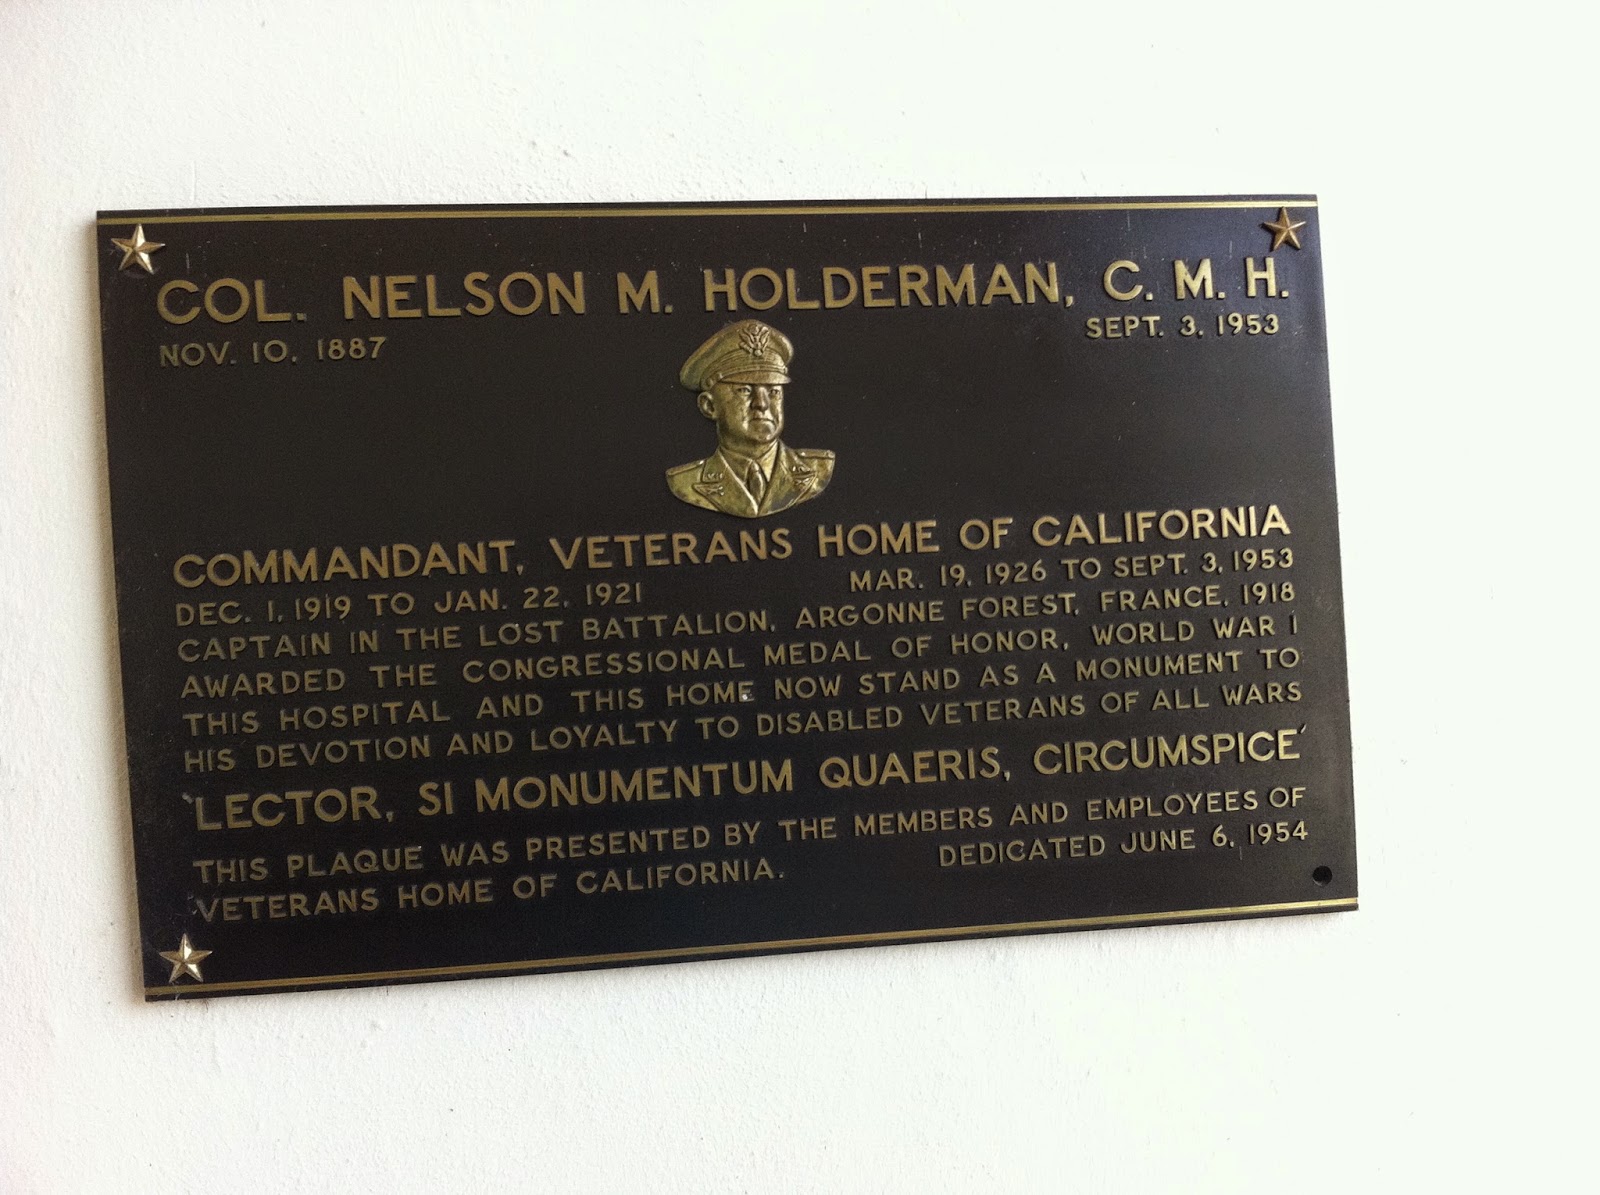 COL. NELSON M. HOLDERMAN, C. M. H.
NOV. 10, 1887 SEPT. 3, 1953
COMMANDANT, VETERANS HOME OF CALIFORNIA
DEC. 1, 1919 TO JAN. 22, 1921 MAR. 19, 1926 TO SEPT. 3, 1953
CAPTAIN IN THE LOST BATTALION, ARGONNE FOREST, FRANCE, 1918
AWARDED THE CONGRESSIONAL MEDAL OF HONOR, WORLD WAR I
THIS HOSPITAL AND THIS HOME NOW STAND AS A MONUMENT TO
HIS DEVOTION AND LOYALTY TO DISABLED VETERANS OF ALL WARS
'LECTOR, SI MONUMENTUM QUAERIS, CIRCUMSPICE'
THIS PLAQUE WAS PRESENTED BY THE MEMBERS AND EMPLOYEES OF
VETERANS HOME OF CALIFORNIA. DEDICATED JUNE 6, 1954